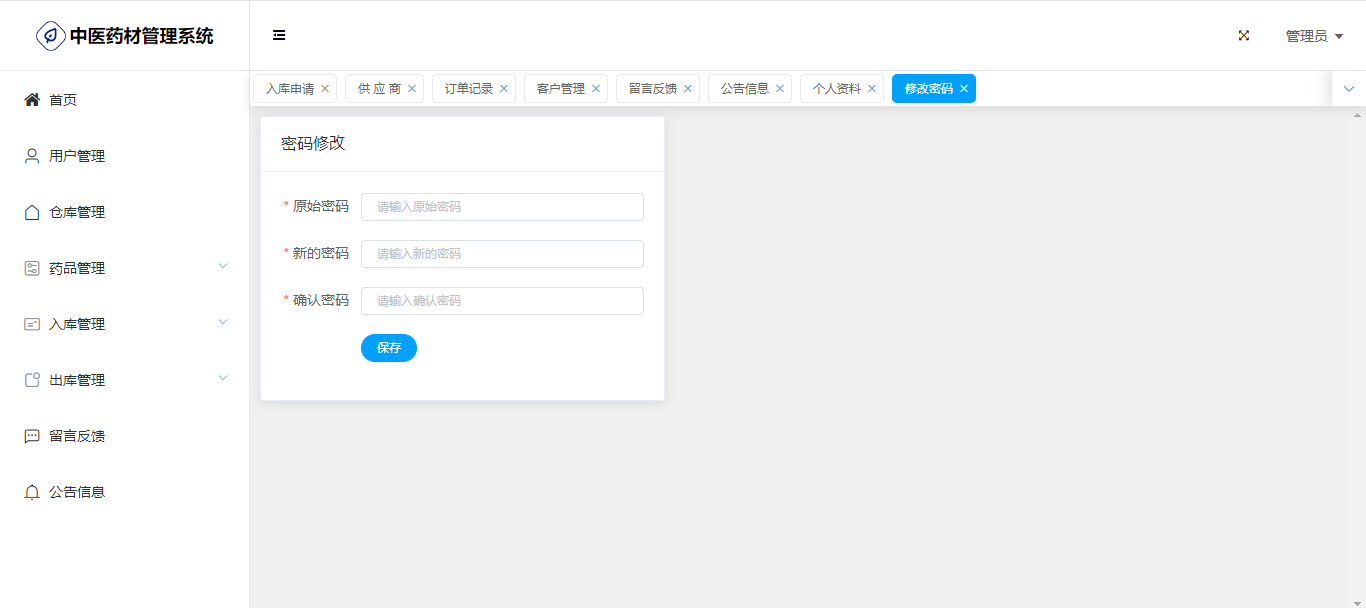 中医药材管理系统
管理员
首页
用户管理
仓库管理
药品管理
入库管理
出库管理
留言反馈
公告信息
入库申请 供 应 商 订单记录 客户管理 留言反馈 公告信息 个人资料 修改密码
密码修改
* 原始密码 请输入原始密码
* 新的密码 请输入新的密码
* 确认密码 请输入确认密码
保存